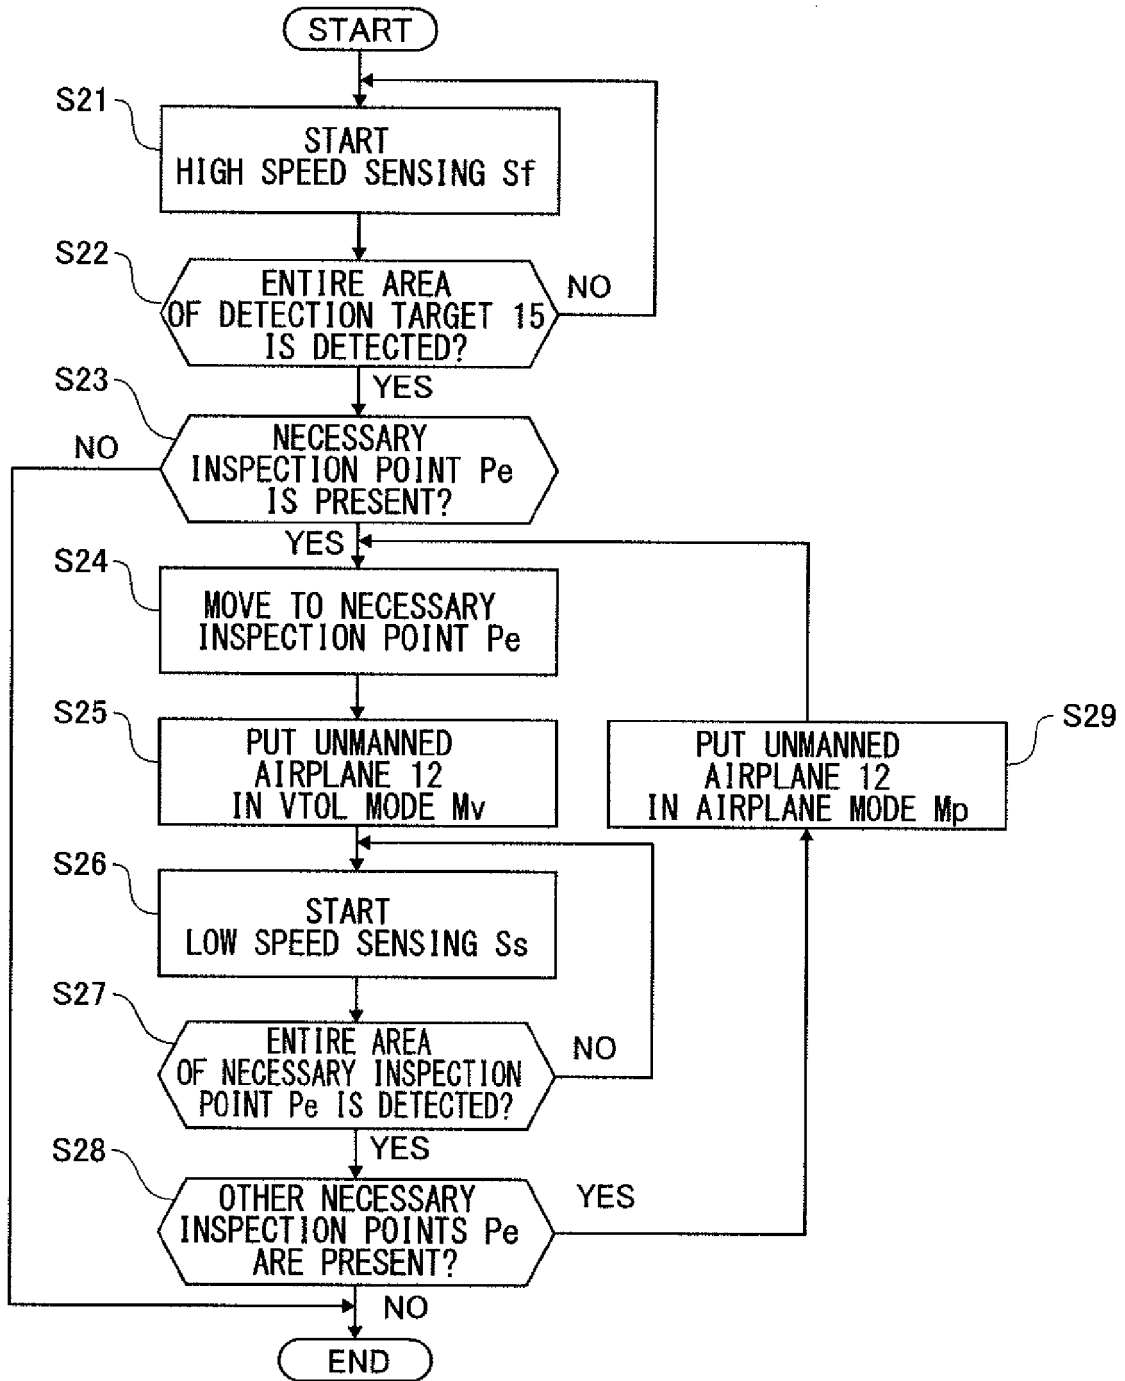 START
S21
START
HIGH SPEED SENSING Sf
S22
ENTIRE AREA
OF DETECTION TARGET 15
IS DETECTED?
NO
YES
S23
NECESSARY
INSPECTION POINT Pe
IS PRESENT?
NO
YES
S24
MOVE TO NECESSARY
INSPECTION POINT Pe
S25
PUT UNMANNED
AIRPLANE 12
IN VTOL MODE Mv
S29
PUT UNMANNED
AIRPLANE 12
IN AIRPLANE MODE Mp
S26
START
LOW SPEED SENSING Ss
S27
ENTIRE AREA
OF NECESSARY INSPECTION
POINT Pe IS DETECTED?
NO
YES
S28
OTHER NECESSARY
INSPECTION POINTS Pe
ARE PRESENT?
YES
NO
END